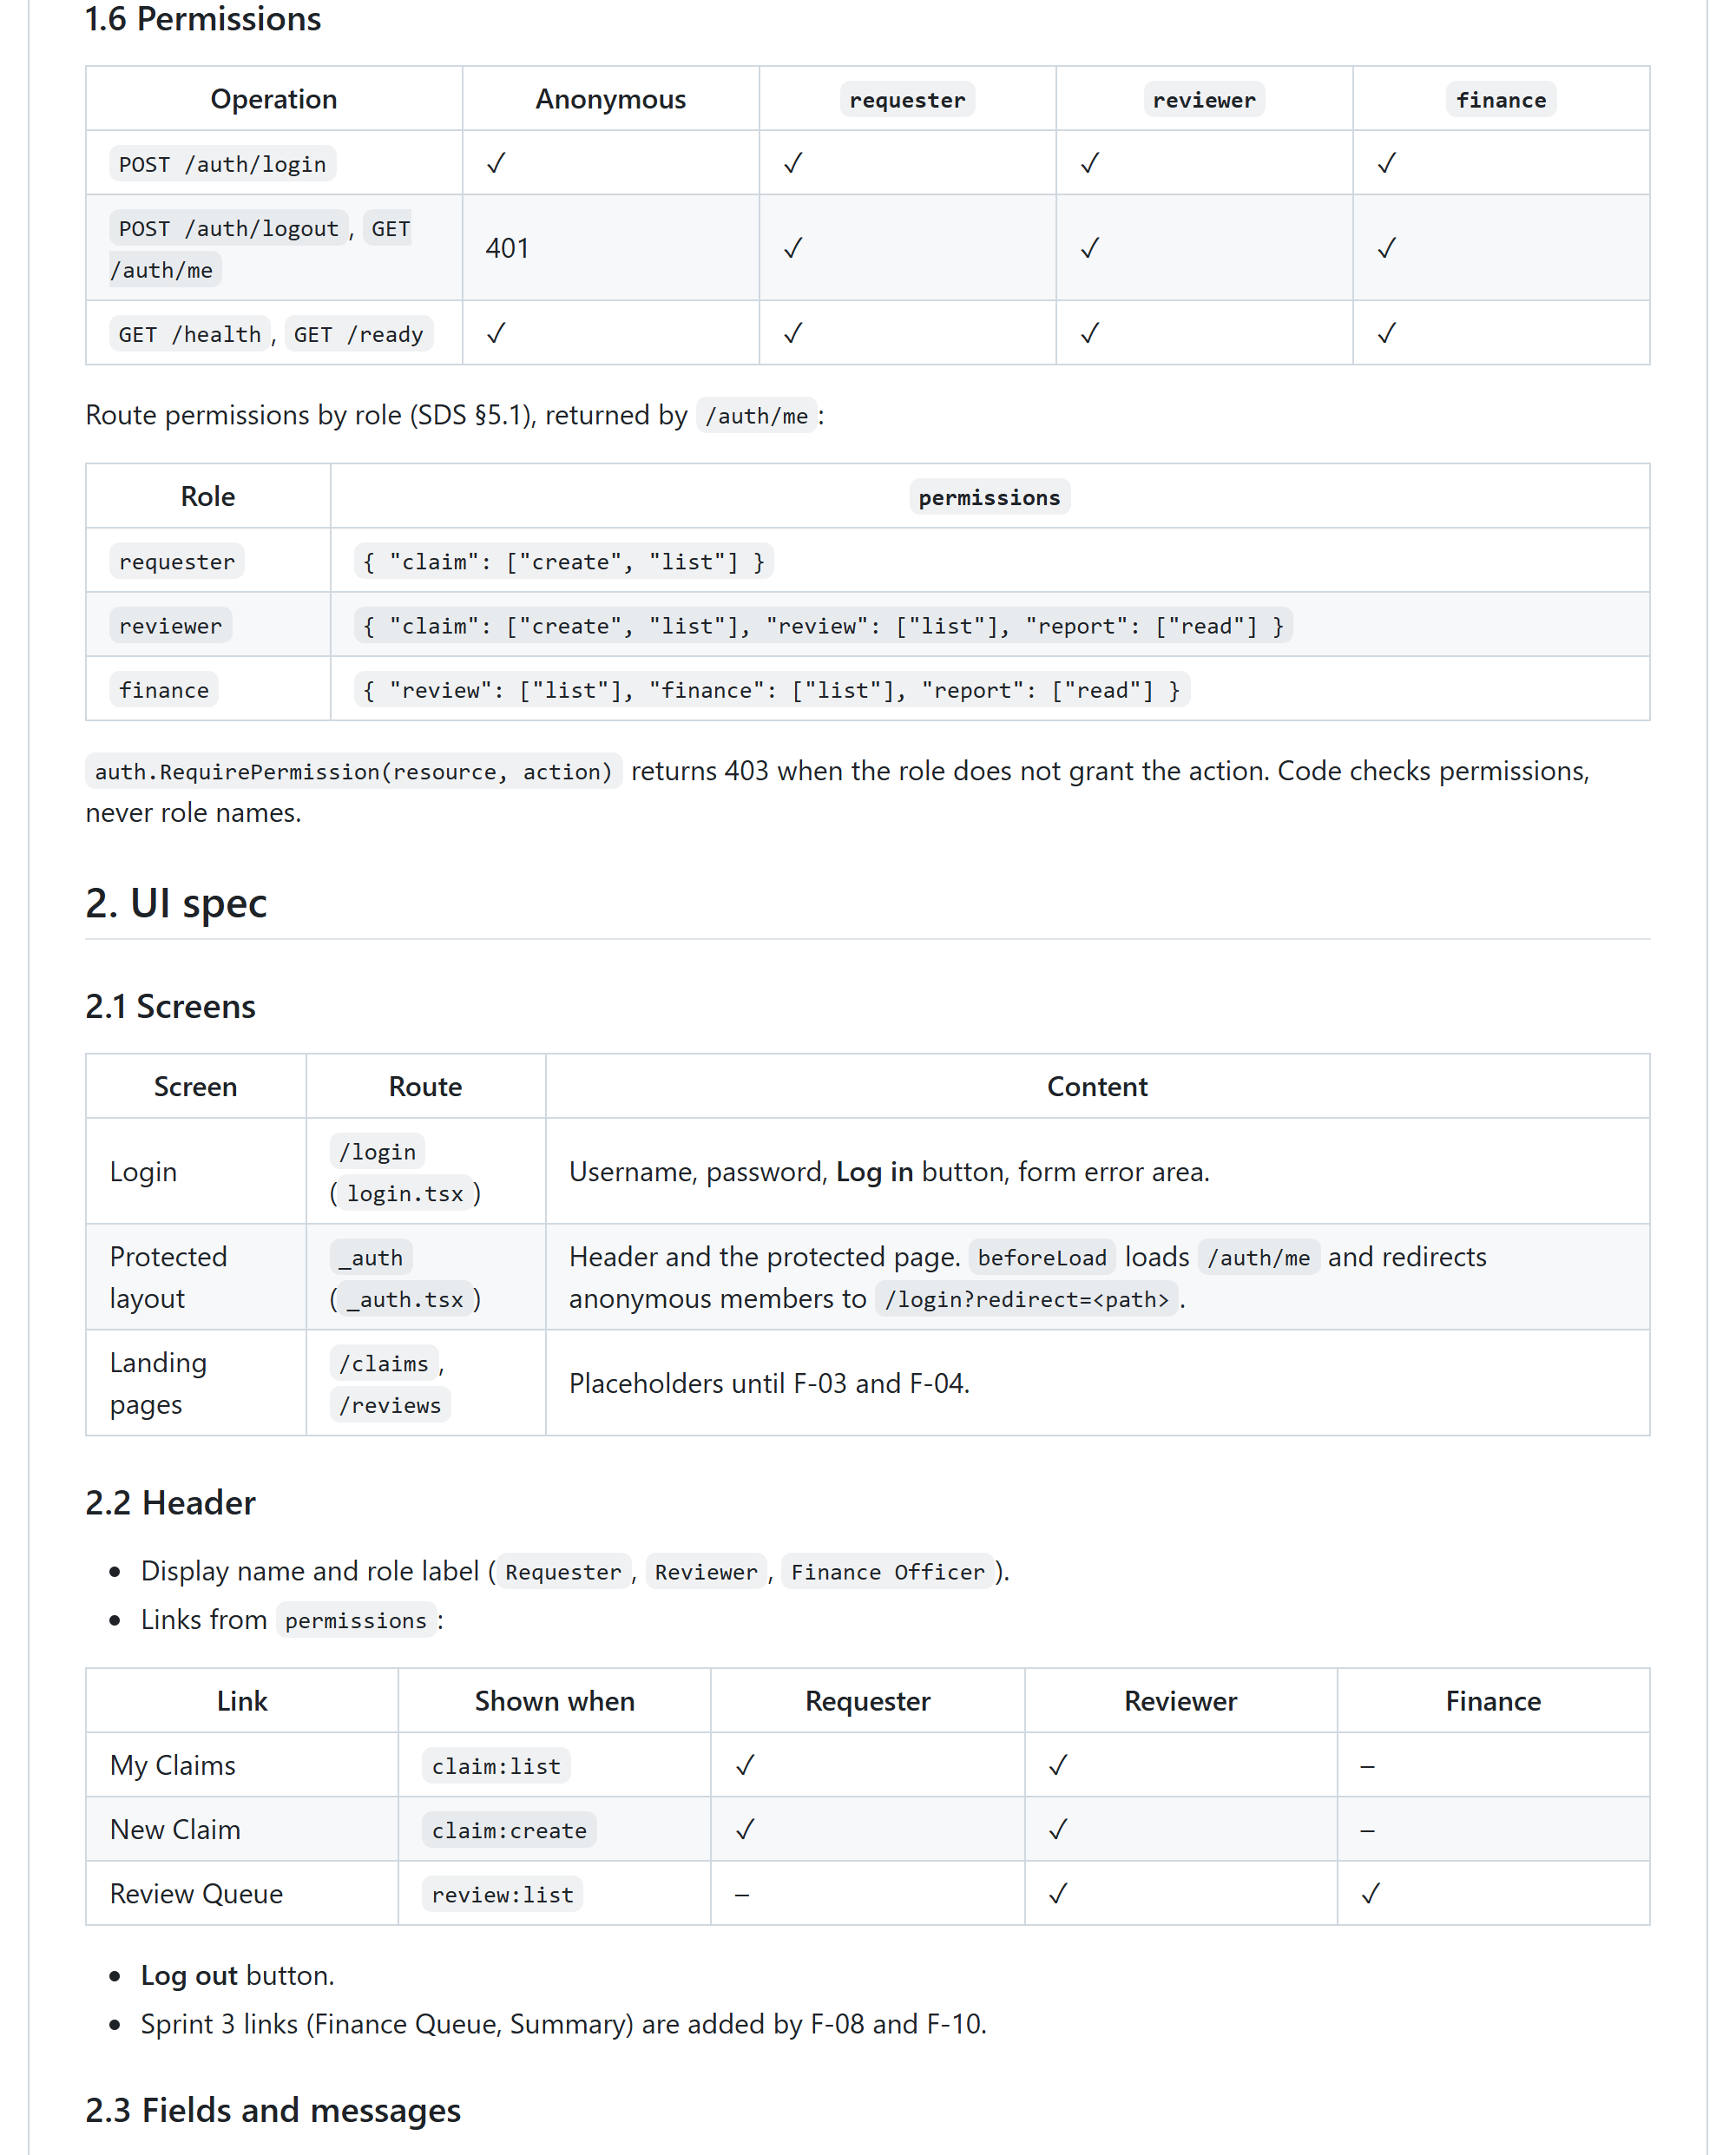 1.6 Permissions
Operation Anonymous requester reviewer finance
POST /auth/login ✓ ✓ ✓ ✓
POST /auth/logout, GET
/auth/me 401 ✓ ✓ ✓
GET /health, GET /ready ✓ ✓ ✓ ✓
Route permissions by role (SDS §5.1), returned by /auth/me:
Role permissions
requester { "claim": ["create", "list"] }
reviewer { "claim": ["create", "list"], "review": ["list"], "report": ["read"] }
finance { "review": ["list"], "finance": ["list"], "report": ["read"] }
auth.RequirePermission(resource, action) returns 403 when the role does not grant the action. Code checks permissions,
never role names.
2. UI spec
2.1 Screens
Screen Route Content
Login /login
(login.tsx) Username, password, Log in button, form error area.
Protected
layout _auth
(_auth.tsx) Header and the protected page. beforeLoad loads /auth/me and redirects
anonymous members to /login?redirect=<path>.
Landing
pages /claims,
/reviews Placeholders until F-03 and F-04.
2.2 Header
• Display name and role label (Requester, Reviewer, Finance Officer).
• Links from permissions:
Link Shown when Requester Reviewer Finance
My Claims claim:list ✓ ✓ –
New Claim claim:create ✓ ✓ –
Review Queue review:list – ✓ ✓
• Log out button.
• Sprint 3 links (Finance Queue, Summary) are added by F-08 and F-10.
2.3 Fields and messages